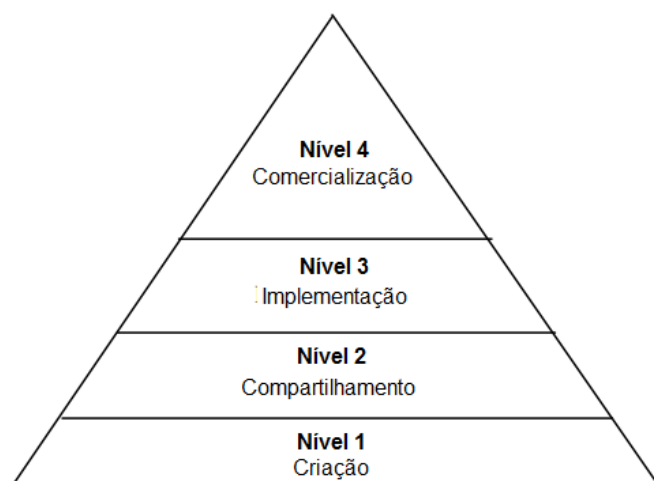 Nível 4
Comercialização
Nível 3
Implementação
Nível 2
Compartilhamento
Nível 1
Criação